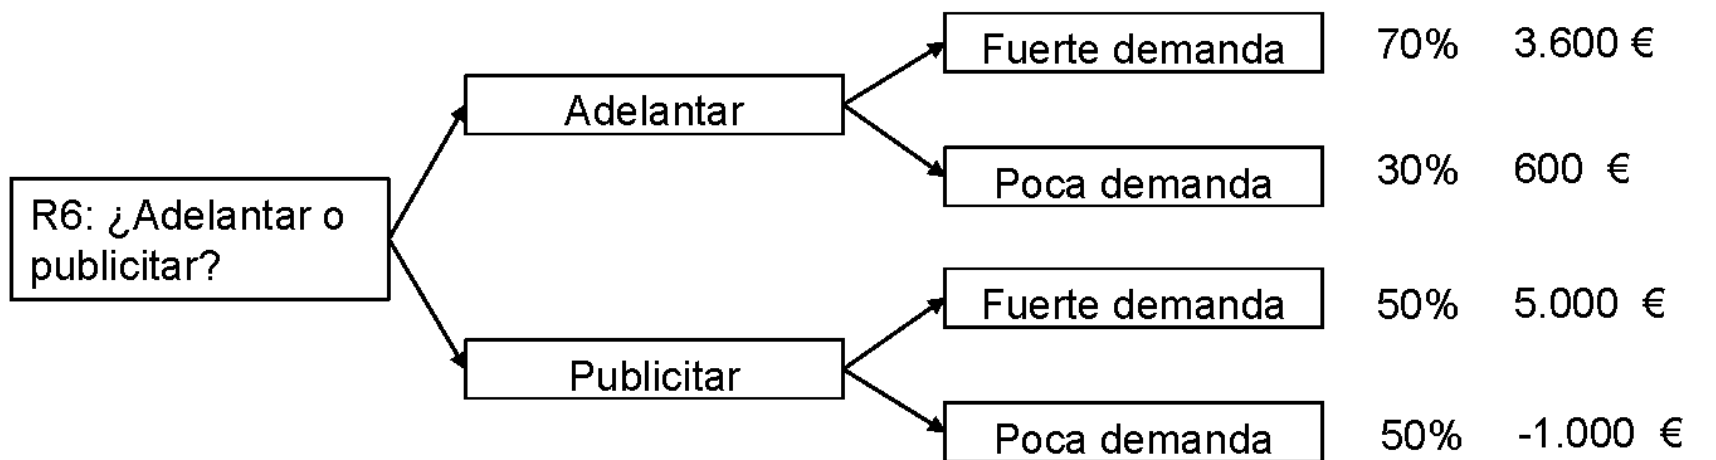 Fuerte demanda 70% 3.600 €
Adelantar
Poca demanda 30% 600 €
R6: ¿Adelantar o
publicitar?
Fuerte demanda 50% 5.000 €
Publicitar
Poca demanda 50% -1.000 €